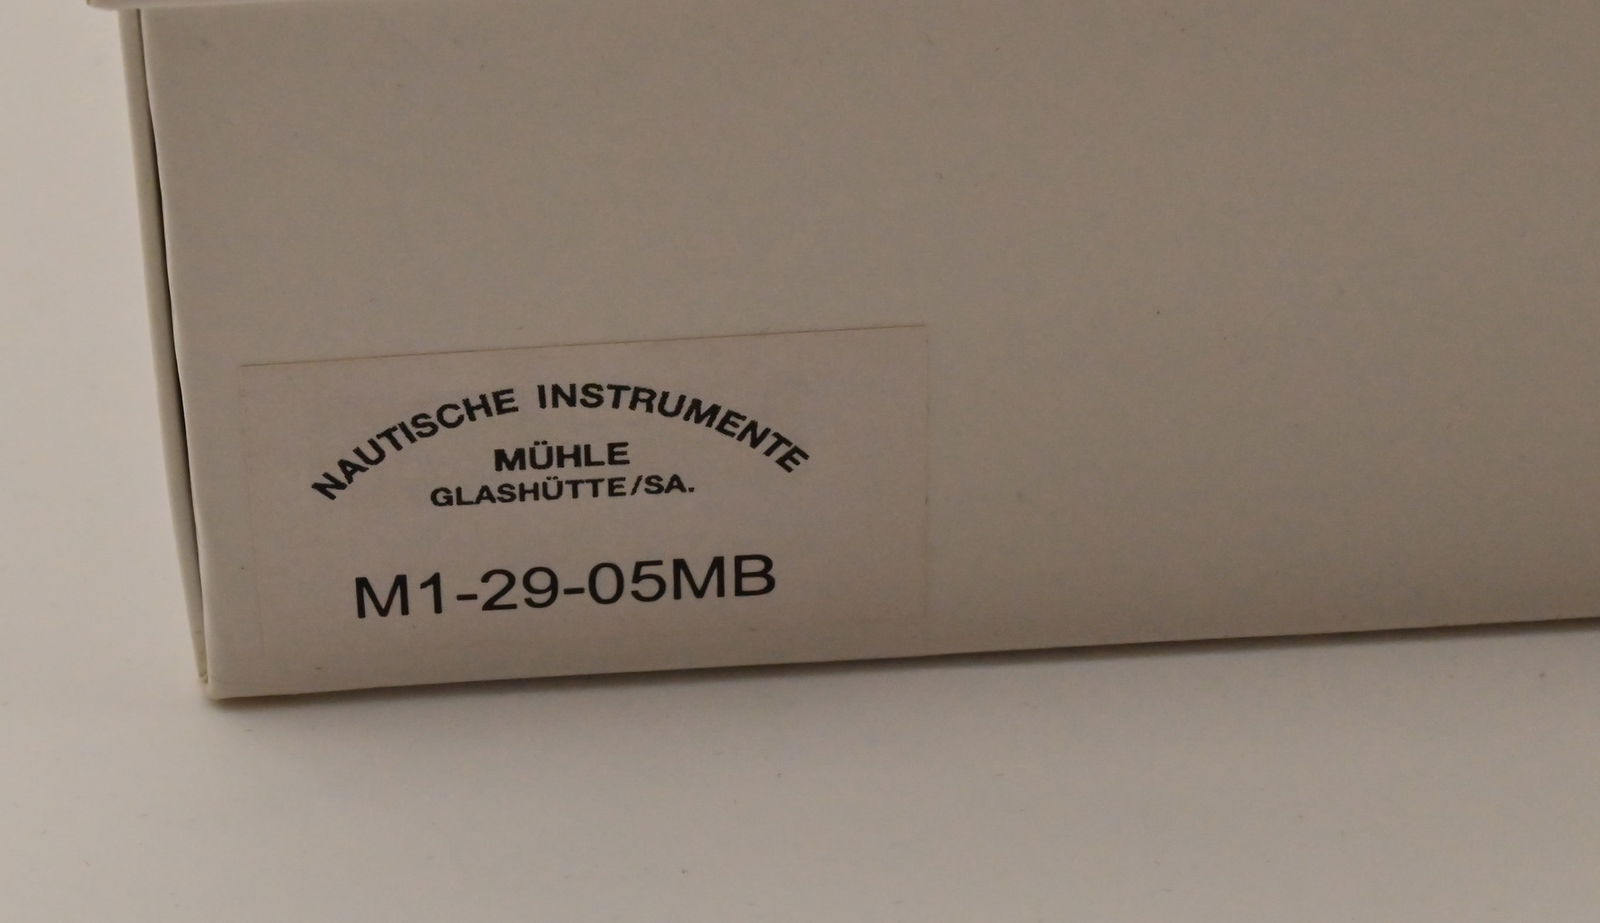 NAUTISCHE INSTRUMENTE
MÜHLE
GLASHÜTTE/SA.
M1-29-05MB